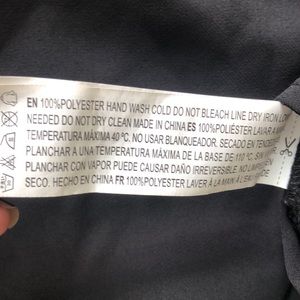 EN 100%POLYESTER HAND WASH COLD DO NOT BLEACH LINE DRY IRON LOW
NEEDED DO NOT DRY CLEAN MADE IN CHINA ES 100% POLIÉSTER LAVAR A
TEMPERATURA MÁXIMA 40 ºC. NO USAR BLANQUEADOR. SECADO EN TENDED
PLANCHAR A UNA TEMPERATURA MÁXIMA DE LA BASE DE 110 ºC. SIN
PLANCHAR CON VAPOR PUEDE CAUSAR DAÑO IRREVERSIBLE. NO LIMPIAR EN
SECO. HECHO EN CHINA FR 100%POLYESTER LAVER À LA MAIN À L'EAU